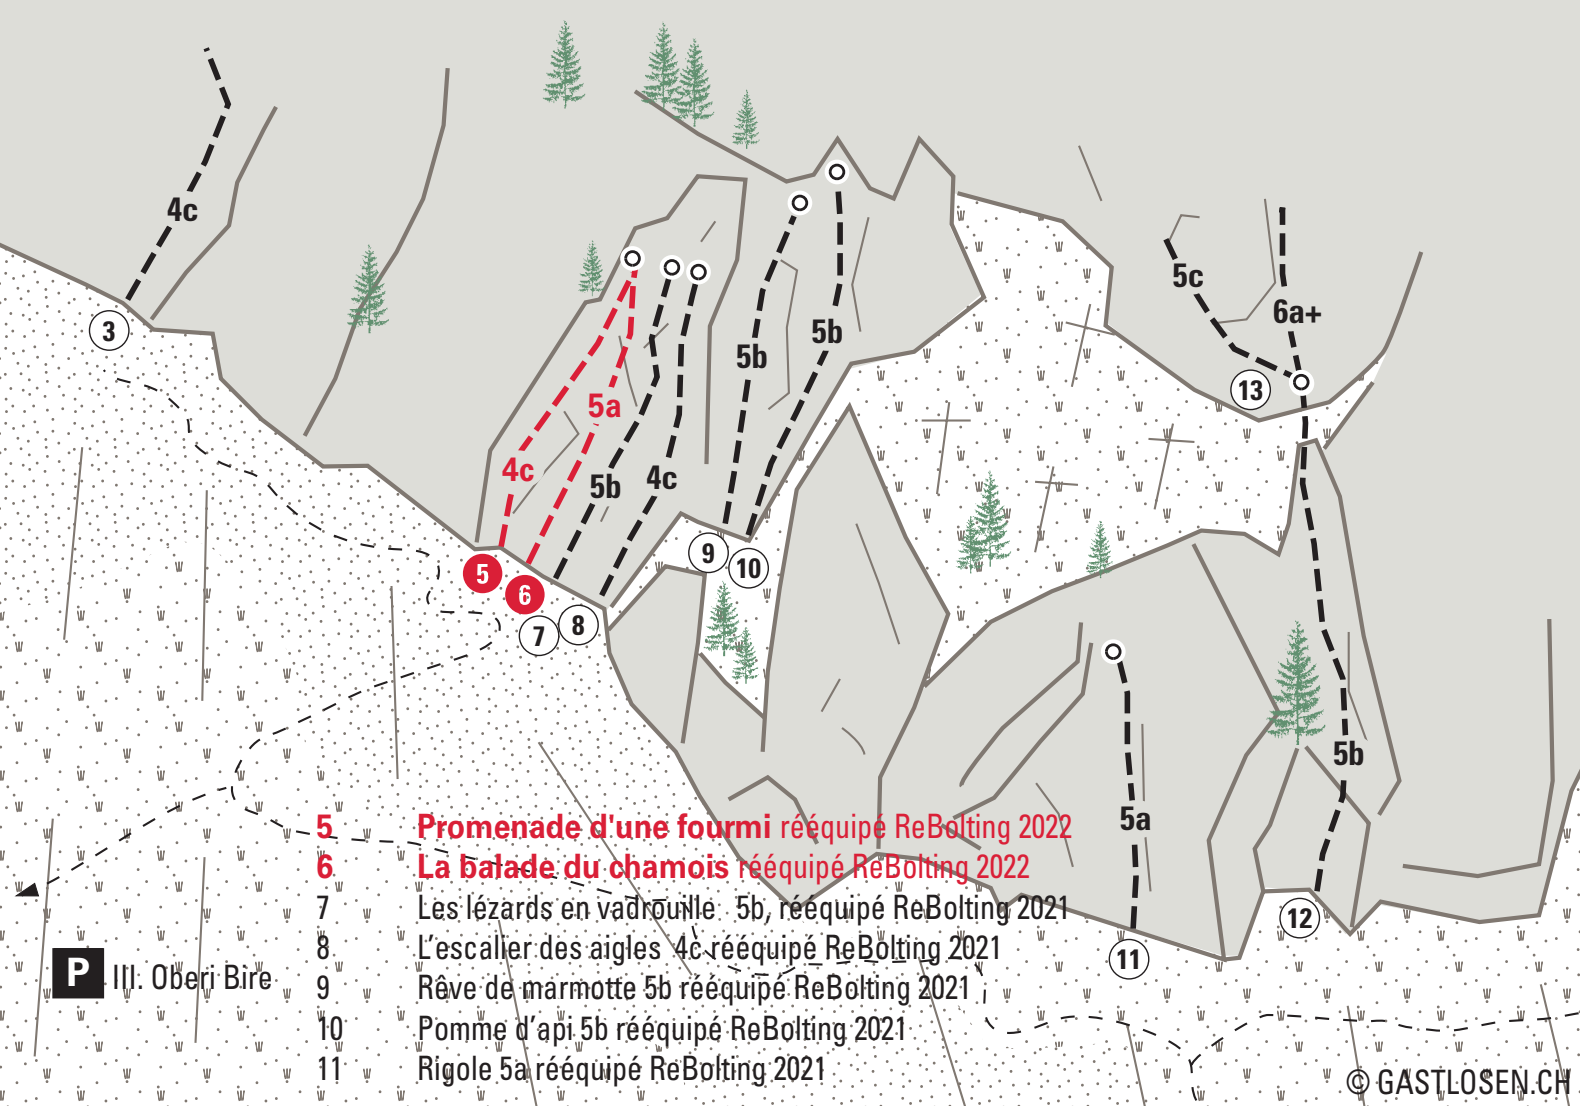 4c
3
5c
6a+
13
5b
5b
5a
4c
5b
4c
9
10
5
6
7
8
5b
5a
12
11
5 Promenade d'une fourmi rééquipé ReBolting 2022
6 La balade du chamois rééquipé ReBolting 2022
7 Les lézards en vadrouille 5b, rééquipé ReBolting 2021
8 L'escalier des aigles 4c rééquipé ReBolting 2021
9 Rêve de marmotte 5b rééquipé ReBolting 2021
10 Pomme d'api 5b rééquipé ReBolting 2021
11 Rigole 5a rééquipé ReBolting 2021
P III. Oberi Bire
© GASTLOSEN.CH